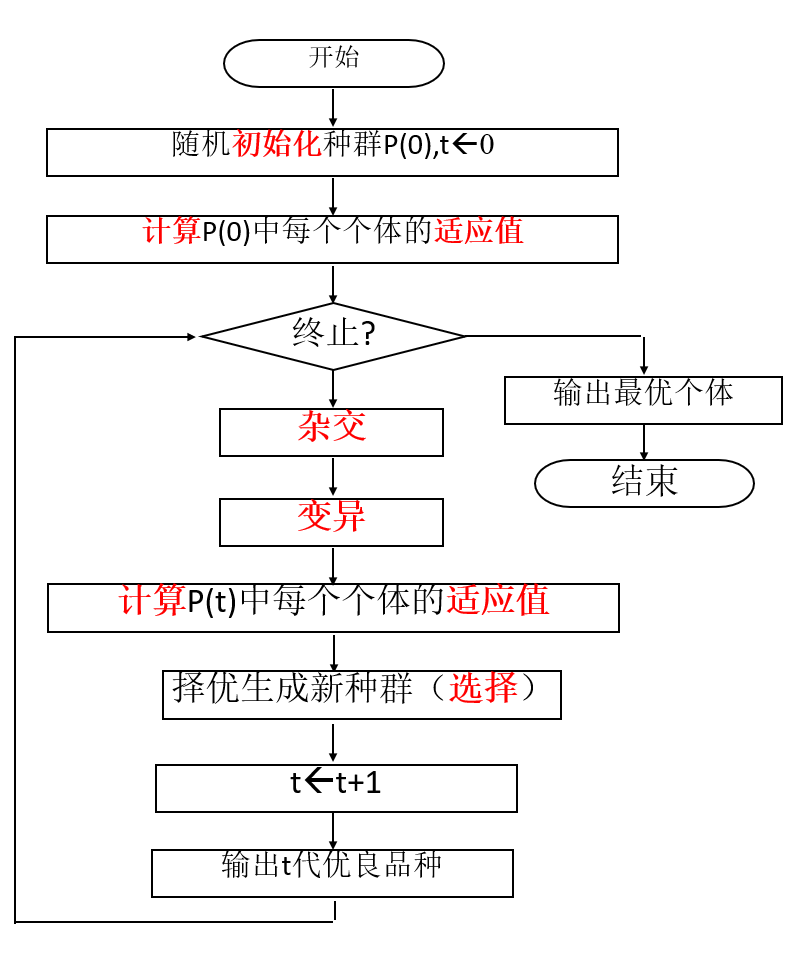 开始
随机初始化种群P(0),t←0
计算P(0)中每个个体的适应值
终止?
输出最优个体
杂交
结束
变异
计算P(t)中每个个体的适应值
择优生成新种群（选择）
t←t+1
输出t代优良品种